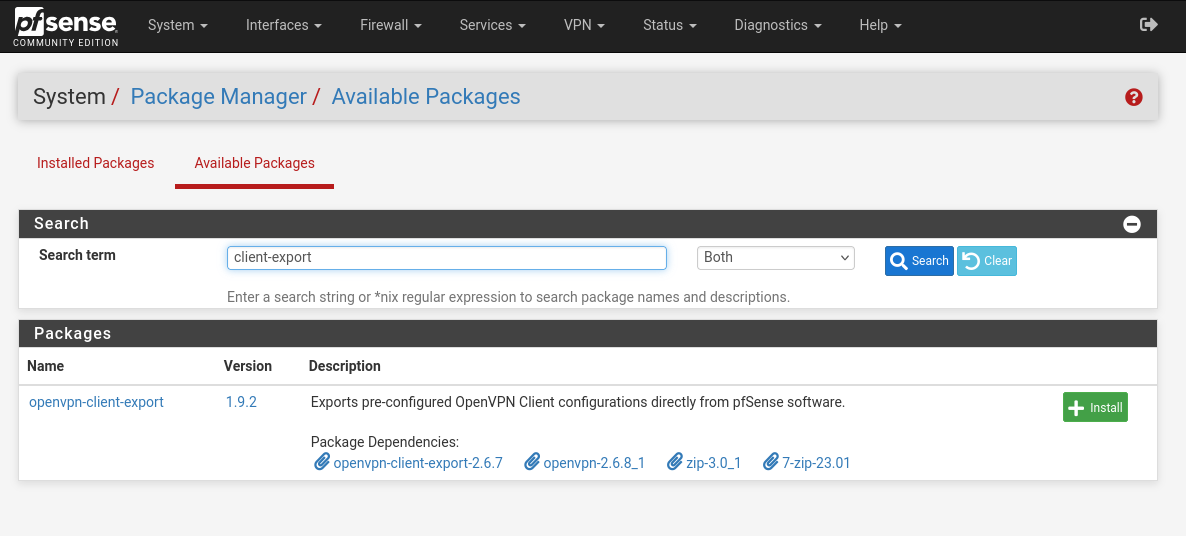 pfsense
COMMUNITY EDITION
System Interfaces Firewall Services VPN Status Diagnostics Help
System / Package Manager / Available Packages
Installed Packages Available Packages
Search
Search term client-export Both Search Clear
Enter a search string or *nix regular expression to search package names and descriptions.
Packages
Name Version Description
openvpn-client-export 1.9.2 Exports pre-configured OpenVPN Client configurations directly from pfSense software. Install
Package Dependencies:
openvpn-client-export-2.6.7 openvpn-2.6.8_1 zip-3.0_1 7-zip-23.01